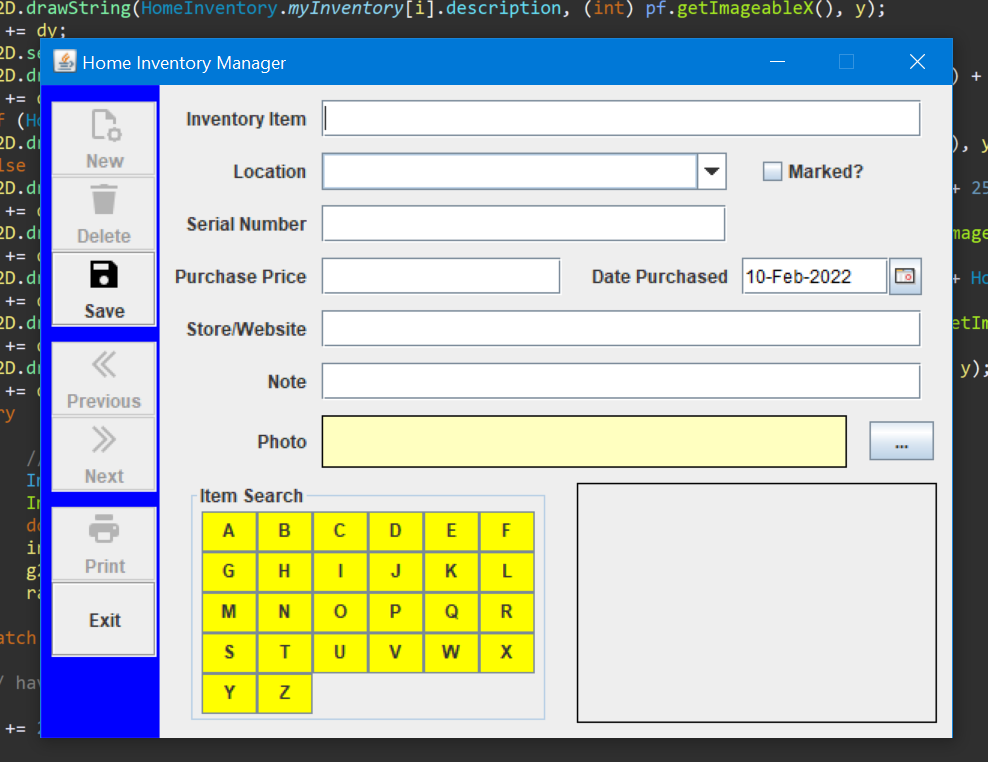 2D.drawString(HomeInventory.myInventory[i].description, (int) pf.getImageableX(), y);
+= dy;
Home Inventory Manager
Inventory Item
New
Location
Marked?
Delete
Serial Number
Save
Purchase Price
Date Purchased
10-Feb-2022
Store/Website
Previous
Note
Next
Photo
...
Item Search
A B C D E F
G H I J K L
M N O P Q R
S T U V W X
Y Z
Print
Exit